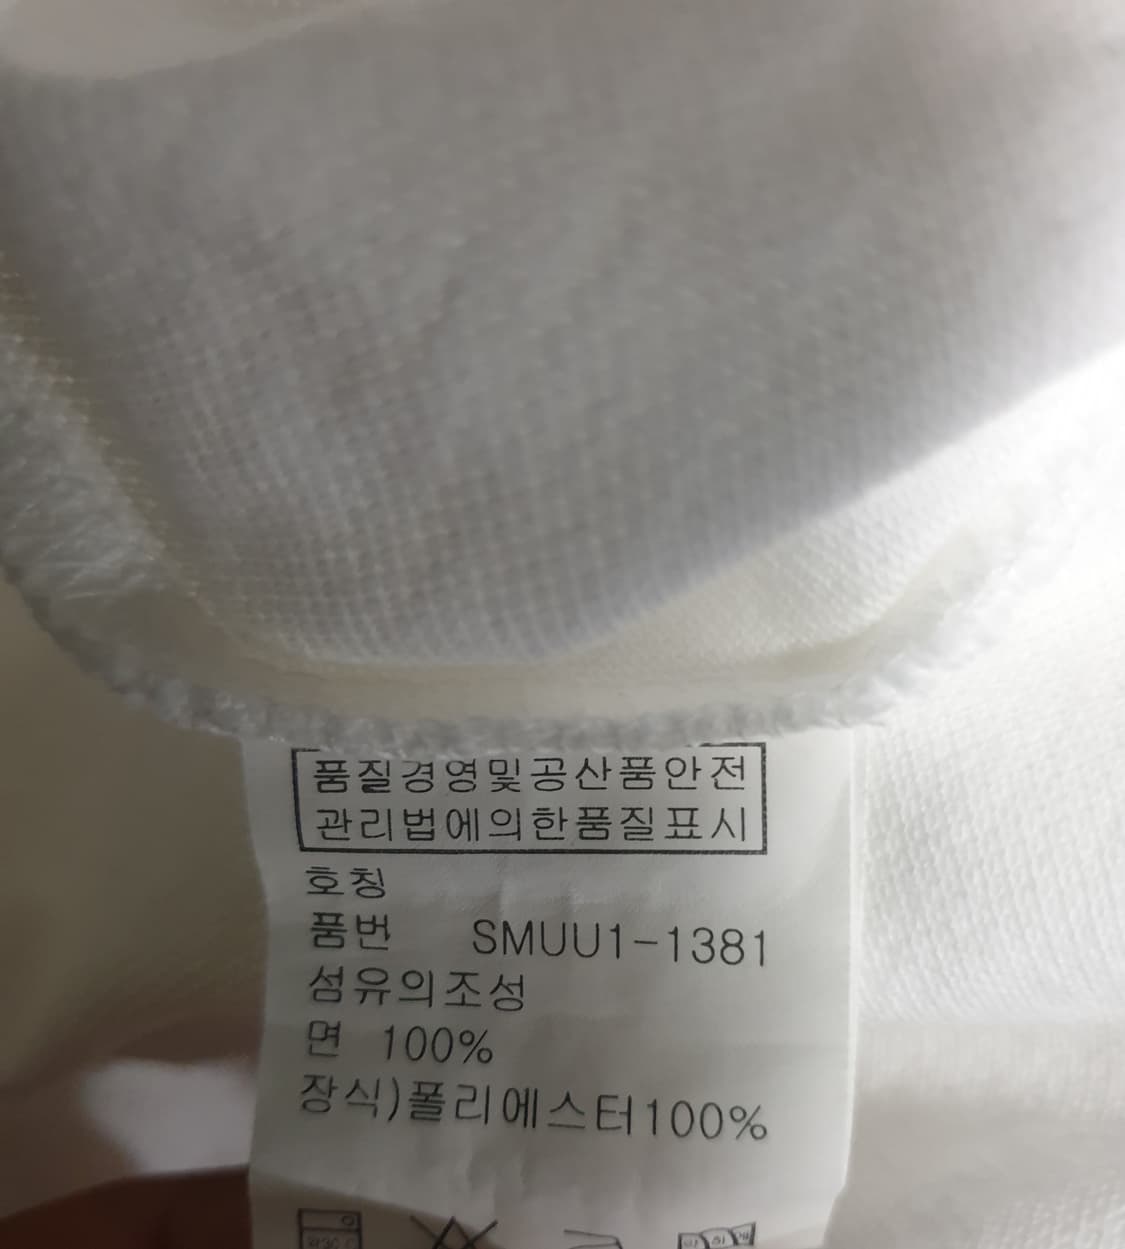 품질경영및공산품안전
관리법에의한품질표시
호칭
품번 SMUU1-1381
섬유의조성
면 100%
장식)폴리에스터100%